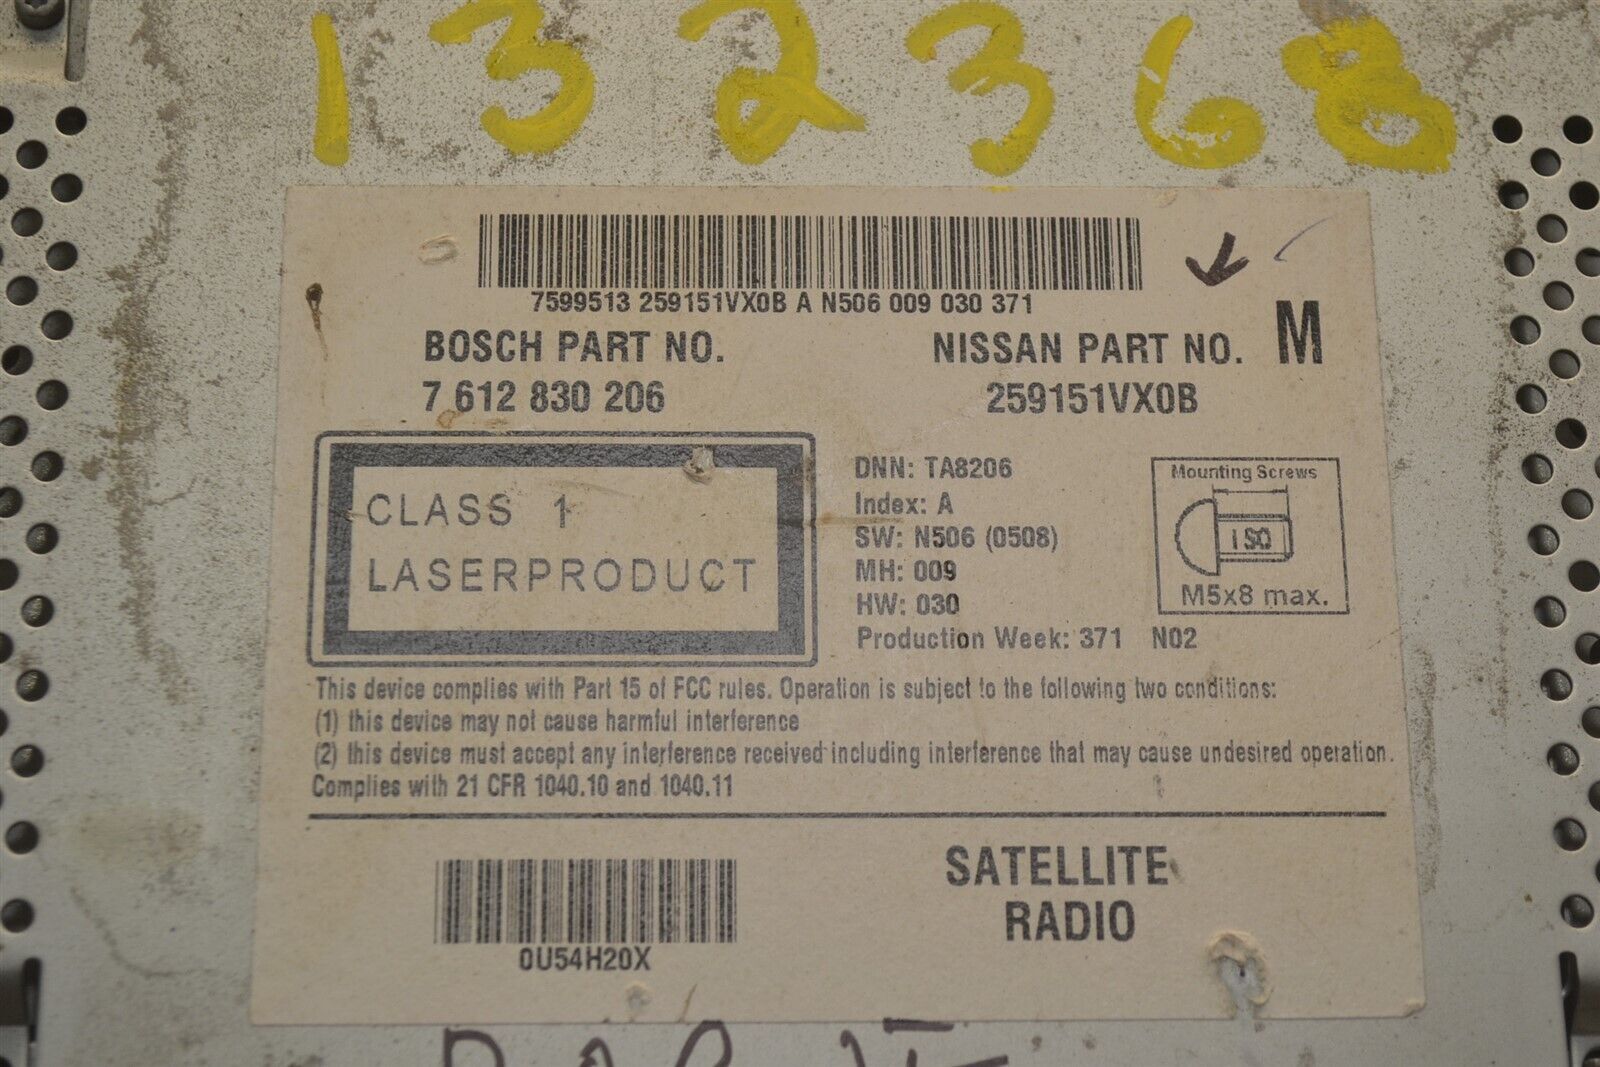 132368
7599513 259151VX0B A N506 009 030 371
BOSCH PART NO.
7 612 830 206
NISSAN PART NO. M
259151VX0B
CLASS 1
LASERPRODUCT
DNN: TA8206
Index: A
SW: N506 (0508)
MH: 009
HW: 030
Production Week: 371 N02
Mounting Screws
ISO
M5x8 max.
This device complies with Part 15 of FCC rules. Operation is subject to the following two conditions:
(1) this device may not cause harmful interference
(2) this device must accept any interference received including interference that may cause undesired operation.
Complies with 21 CFR 1040.10 and 1040.11
0U54H20X
SATELLITE
RADIO